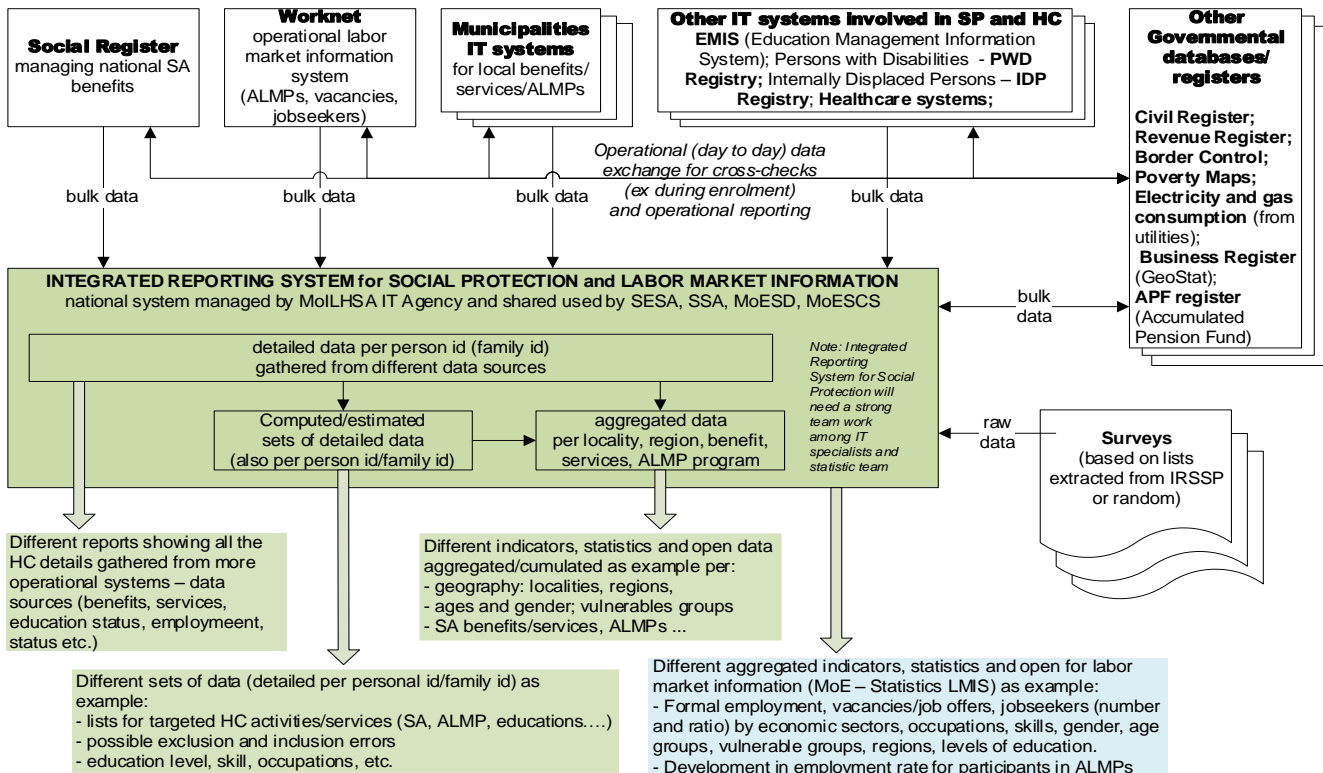 Social Register
managing national SA
benefits
Worknet
operational labor
market information
system
(ALMPs, vacancies,
jobseekers)
Municipalities
IT systems
for local benefits/
services/ALMPs
Other IT systems involved in SP and HC
EMIS (Education Management Information
System); Persons with Disabilities - PWD
Registry; Internally Displaced Persons – IDP
Registry; Healthcare systems;
Other
Governmental
databases/
registers
Civil Register;
Revenue Register;
Border Control;
Poverty Maps;
Electricity and gas
consumption (from
utilities);
Business Register
(GeoStat);
APF register
(Accumulated
Pension Fund)
Operational (day to day) data
exchange for cross-checks
(ex during enrolment)
and operational reporting
bulk data
bulk data
bulk data
bulk data
INTEGRATED REPORTING SYSTEM for SOCIAL PROTECTION and LABOR MARKET INFORMATION
national system managed by MoILHSA IT Agency and shared used by SESA, SSA, MoESD, MoESCS
bulk
data
detailed data per person id (family id)
gathered from different data sources
Note: Integrated
Reporting
System for Social
Protection will
need a strong
team work
among IT
specialists and
statistic team
Computed/estimated
sets of detailed data
(also per person id/family id)
aggregated data
per locality, region, benefit,
services, ALMP program
raw
data
Surveys
(based on lists
extracted from IRSSP
or random)
Different reports showing all the
HC details gathered from more
operational systems – data
sources (benefits, services,
education status, employmeent,
status etc.)
Different indicators, statistics and open data
aggregated/cumulated as example per:
- geography: localities, regions,
- ages and gender; vulnerables groups
- SA benefits/services, ALMPs ...
Different sets of data (detailed per personal id/family id) as
example:
- lists for targeted HC activities/services (SA, ALMP, educations….)
- possible exclusion and inclusion errors
- education level, skill, occupations, etc.
Different aggregated indicators, statistics and open for labor
market information (MoE – Statistics LMIS) as example:
- Formal employment, vacancies/job offers, jobseekers (number
and ratio) by economic sectors, occupations, skills, gender, age
groups, vulnerable groups, regions, levels of education.
- Development in employment rate for participants in ALMPs